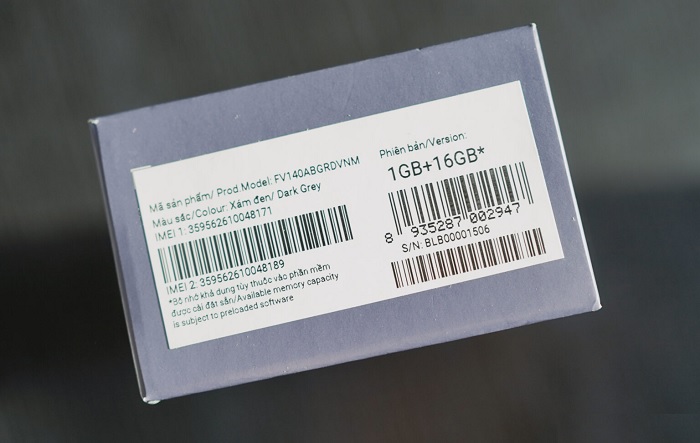 Mã sản phẩm/ Prod.Model: FV140ABGRDVNM
Màu sắc/Colour: Xám đen/ Dark Grey
IMEI 1: 359562610048171
IMEI 2: 359562610048189
*Bộ nhớ khả dụng tùy thuộc vào phần mềm
được cài đặt sẵn/Available memory capacity
is subject to preloaded software
Phiên bản/Version:
1GB+16GB*
8 935287 002947
S/N: BLB00001506